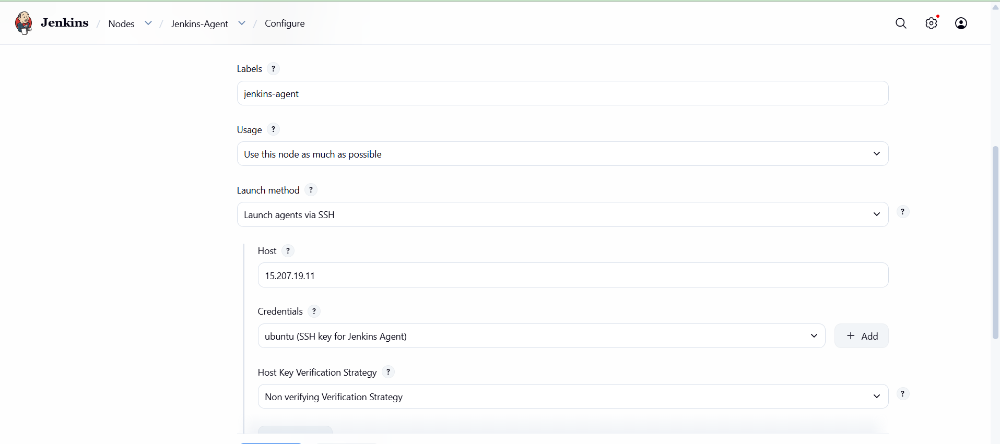 Jenkins / Nodes / Jenkins-Agent / Configure
Labels ?
jenkins-agent
Usage ?
Use this node as much as possible
Launch method ?
Launch agents via SSH ?
Host ?
15.207.19.11
Credentials ?
ubuntu (SSH key for Jenkins Agent) + Add
Host Key Verification Strategy ?
Non verifying Verification Strategy ?